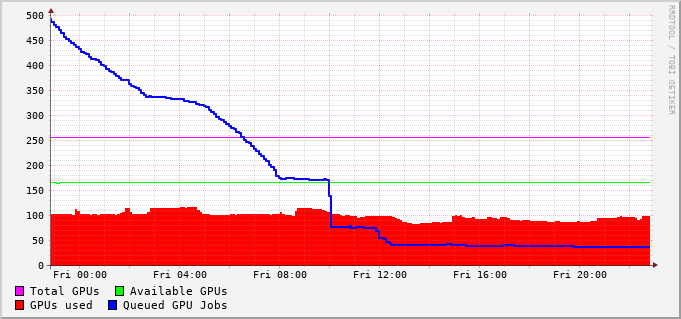 RRDTOOL / TOBI OETIKER
500
450
400
350
300
250
200
150
100
50
0
Fri 00:00 Fri 04:00 Fri 08:00 Fri 12:00 Fri 16:00 Fri 20:00
Total GPUs Available GPUs
GPUs used Queued GPU Jobs